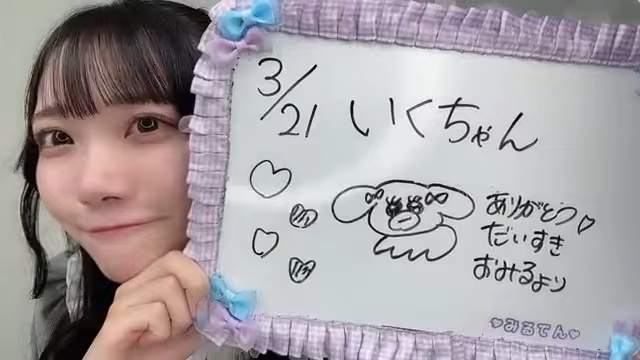 3/21 いくちゃん
ありがとう♡
だいすき
おみるより
♡みるてん♡